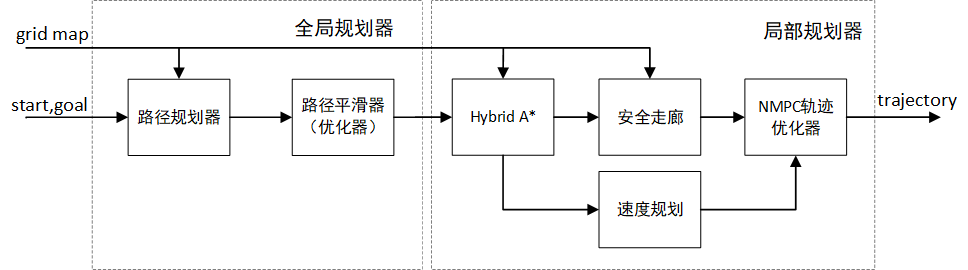 grid map
全局规划器
局部规划器
start,goal
路径规划器
路径平滑器
（优化器）
Hybrid A*
安全走廊
NMPC轨迹
优化器
trajectory
速度规划